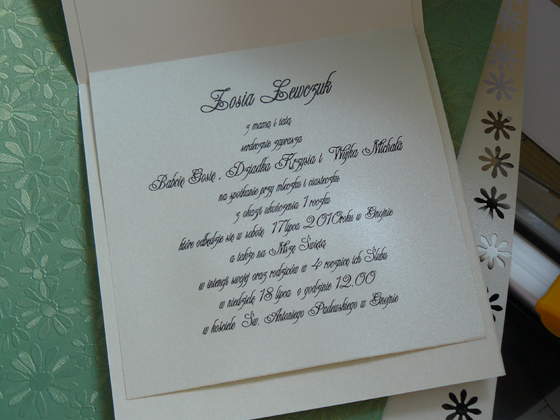 Zosia Lewczuk
z mamą i tatą
serdecznie zaprasza
Babcię Gosię, Dziadka Krzysia i Wujka Michała
na spotkanie przy mleczku i ciasteczku
z okazji ukończenia 1 roczku
które odbędzie się w sobotę 17 lipca 2010 roku w Gnojnie
a także na Mszę Świętą
w intencji swojej oraz rodziców w 4 rocznicę ich Ślubu
w niedzielę 18 lipca o godzinie 12.00
w kościele Św. Antoniego Padewskiego w Gnojnie